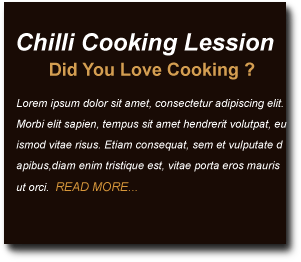 Chilli Cooking Lession
Did You Love Cooking ?
Lorem ipsum dolor sit amet, consectetur adipiscing elit.
Morbi elit sapien, tempus sit amet hendrerit volutpat, eu
ismod vitae risus. Etiam consequat, sem et vulputate d
apibus,diam enim tristique est, vitae porta eros mauris
ut orci. READ MORE...